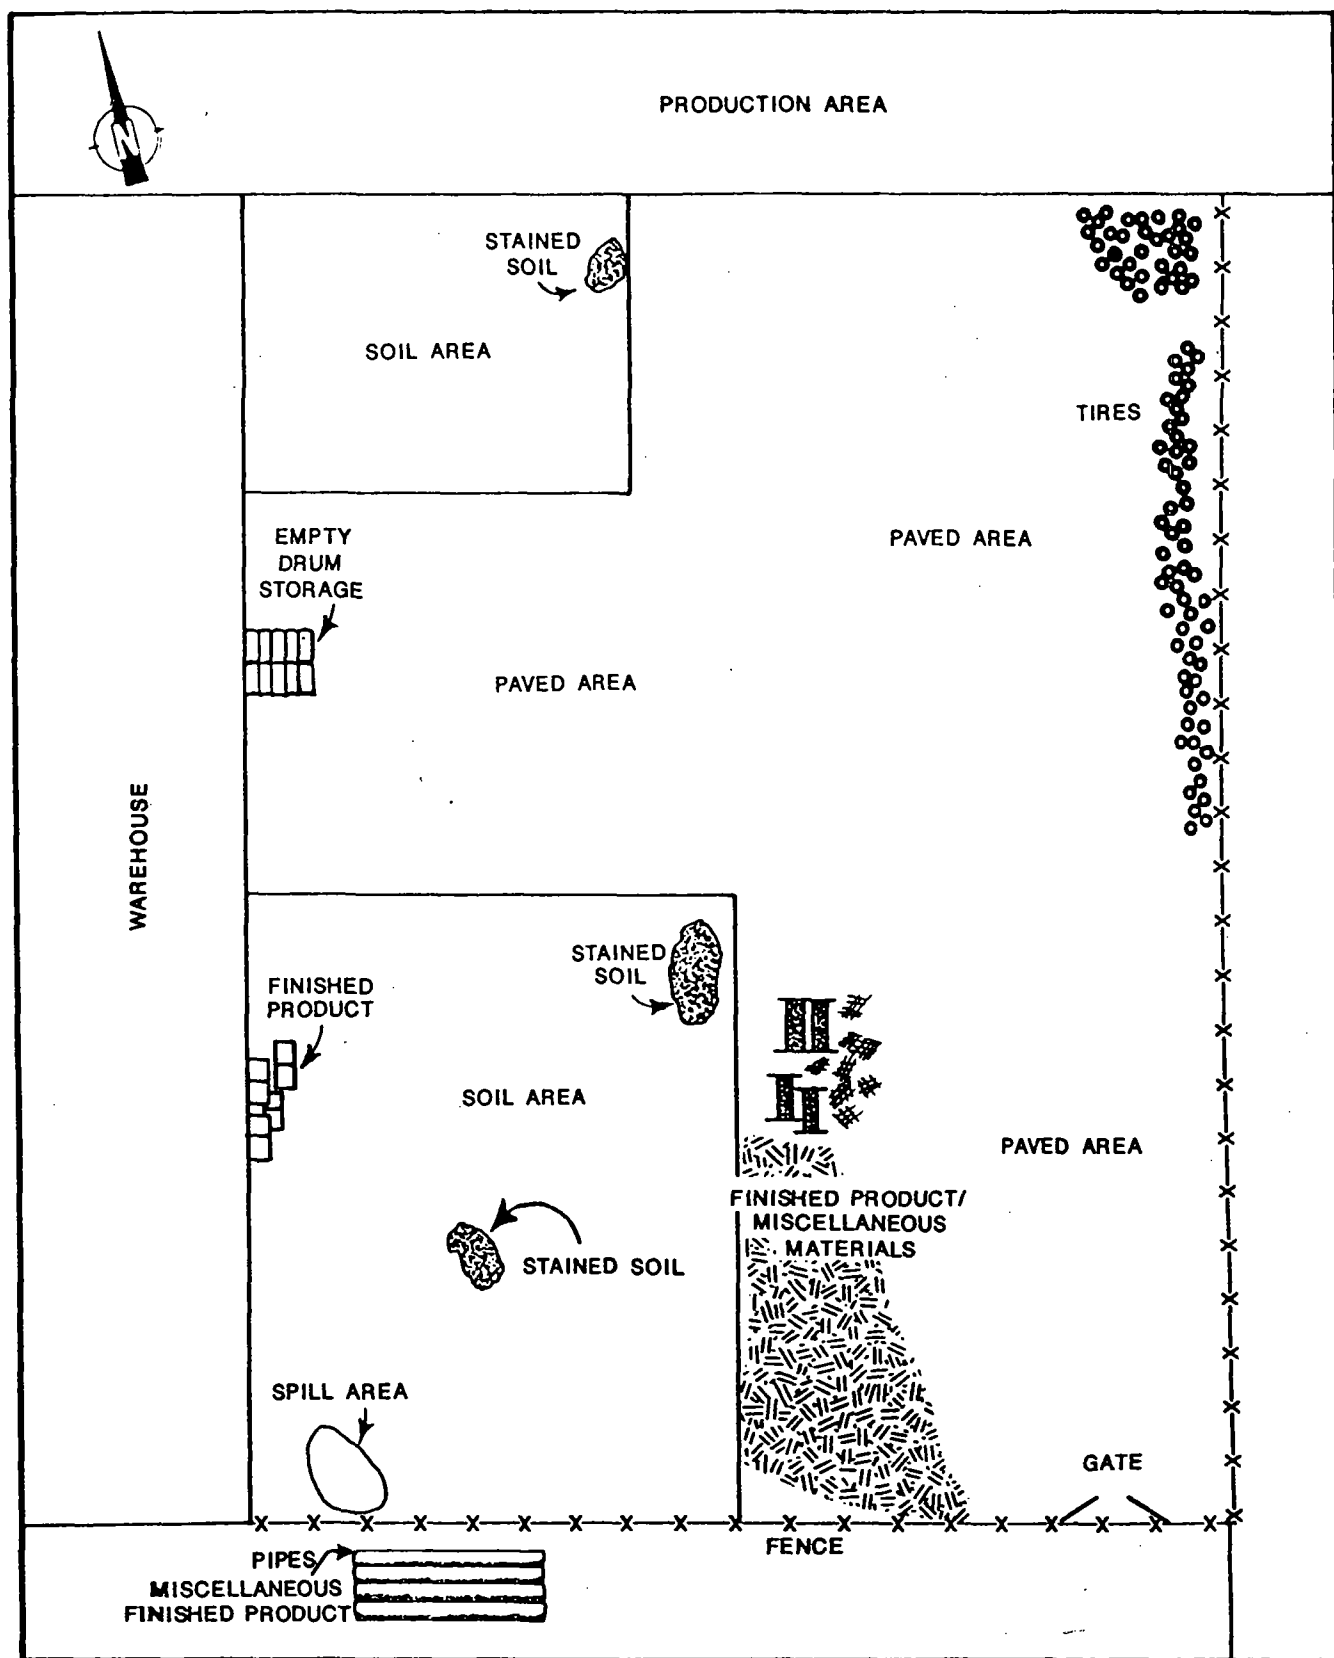 N
PRODUCTION AREA
STAINED
SOIL
SOIL AREA
TIRES
EMPTY
DRUM
STORAGE
PAVED AREA
PAVED AREA
WAREHOUSE
STAINED
SOIL
FINISHED
PRODUCT
SOIL AREA
PAVED AREA
FINISHED PRODUCT/
MISCELLANEOUS
MATERIALS
STAINED SOIL
SPILL AREA
GATE
FENCE
PIPES
MISCELLANEOUS
FINISHED PRODUCT